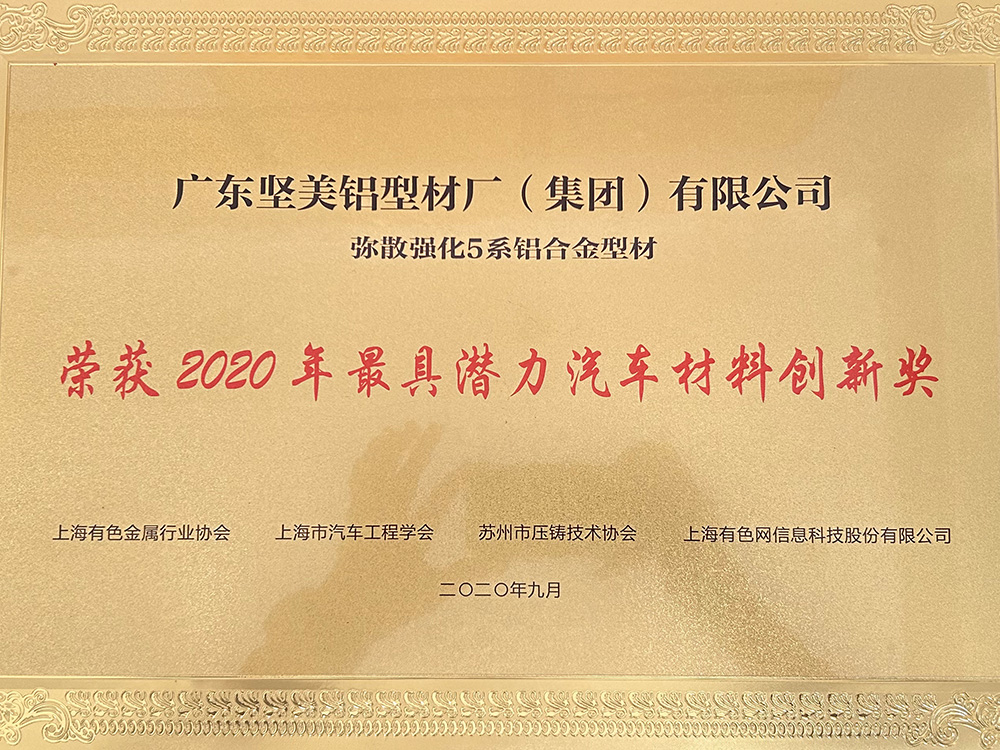 广东坚美铝型材厂（集团）有限公司
弥散强化5系铝合金型材
荣获2020年最具潜力汽车材料创新奖
上海有色金属行业协会 上海市汽车工程学会 苏州市压铸技术协会 上海有色网信息科技股份有限公司
二〇二〇年九月